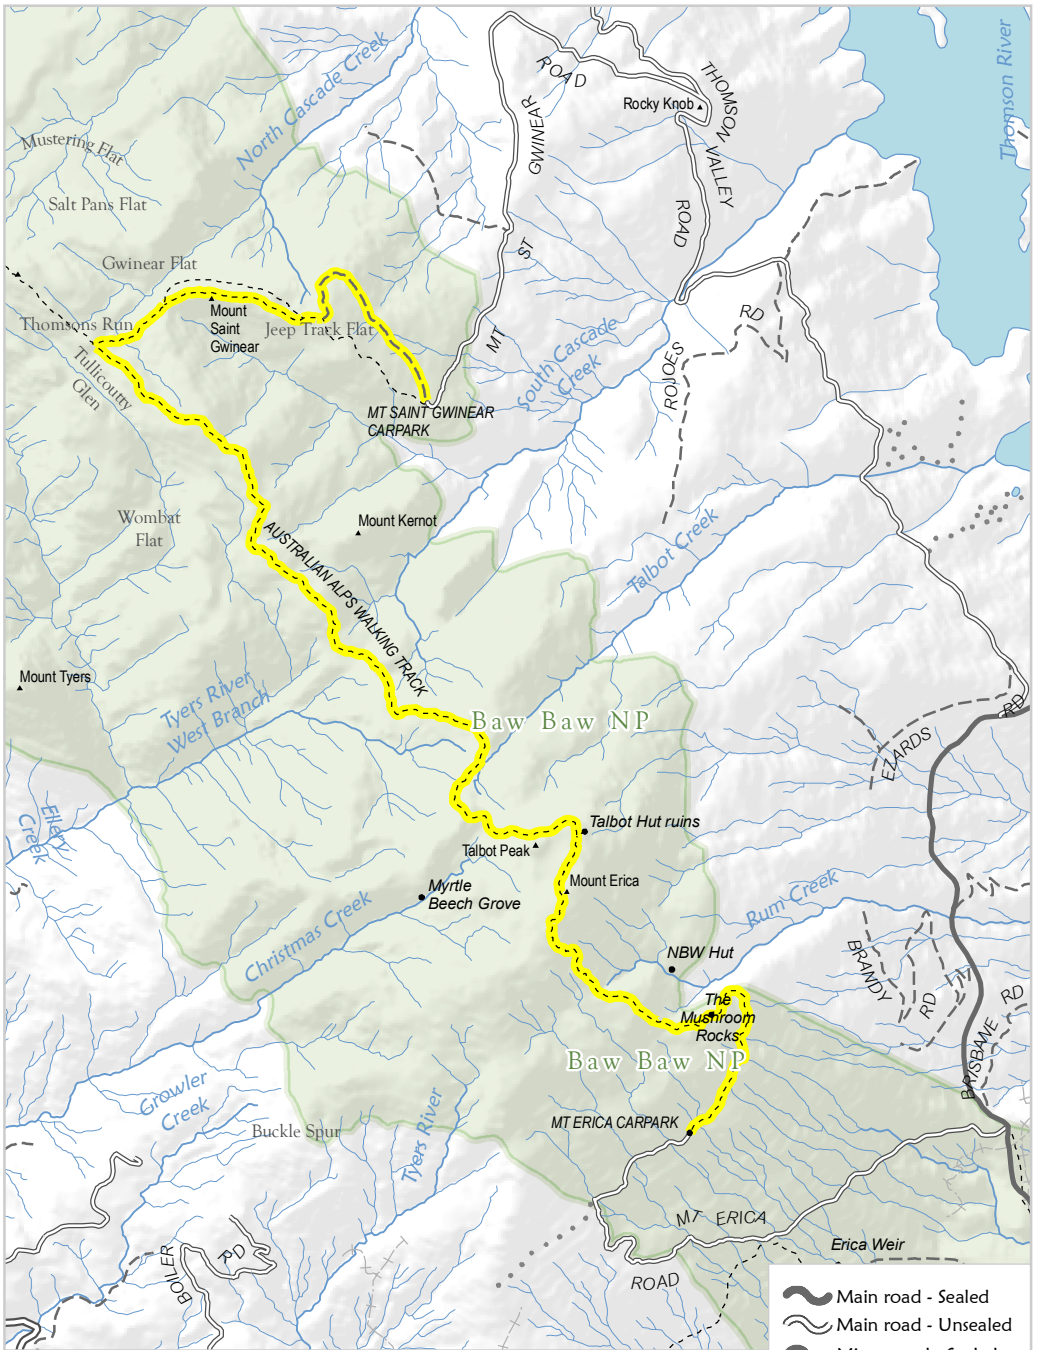 North Cascade Creek
GWINEAR
ROAD
THOMSON
Rocky Knob
VALLEY
ROAD
Thomson River
Mustering Flat
Salt Pans Flat
Gwinear Flat
ST
MT
Thomsons Run
Mount
Saint
Gwinear
Jeep Track Flat
Tullicoutty
Glen
MT SAINT GWINEAR
CARPARK
South Cascade
Creek
RD
ROJOES
Wombat
Flat
Mount Kernot
AUSTRALIAN ALPS WALKING TRACK
Talbot Creek
Mount Tyers
Tyers River
West Branch
Baw Baw NP
RD
EZARDS
Ellery
Creek
Talbot Hut ruins
Talbot Peak
Mount Erica
Myrtle
Beech Grove
Christmas Creek
Rum Creek
NBW Hut
BRANDY
RD
RD
BRISBANE
The
Mushroom
Rocks
Baw Baw NP
Growler
Creek
Buckle Spur
Tyers River
MT ERICA CARPARK
MT ERICA
ROAD
Erica Weir
BOILER
RD
Main road - Sealed
Main road - Unsealed